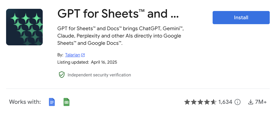 GPT for Sheets™ and ...
Install
GPT for Sheets™ and Docs™ brings ChatGPT, Gemini,
Claude, Perplexity and other AIs directly into Google
Sheets™ and Google Docs™.
By: Talarian
Listing updated: April 16, 2025
Independent security verification
Works with:
1,634
7M+